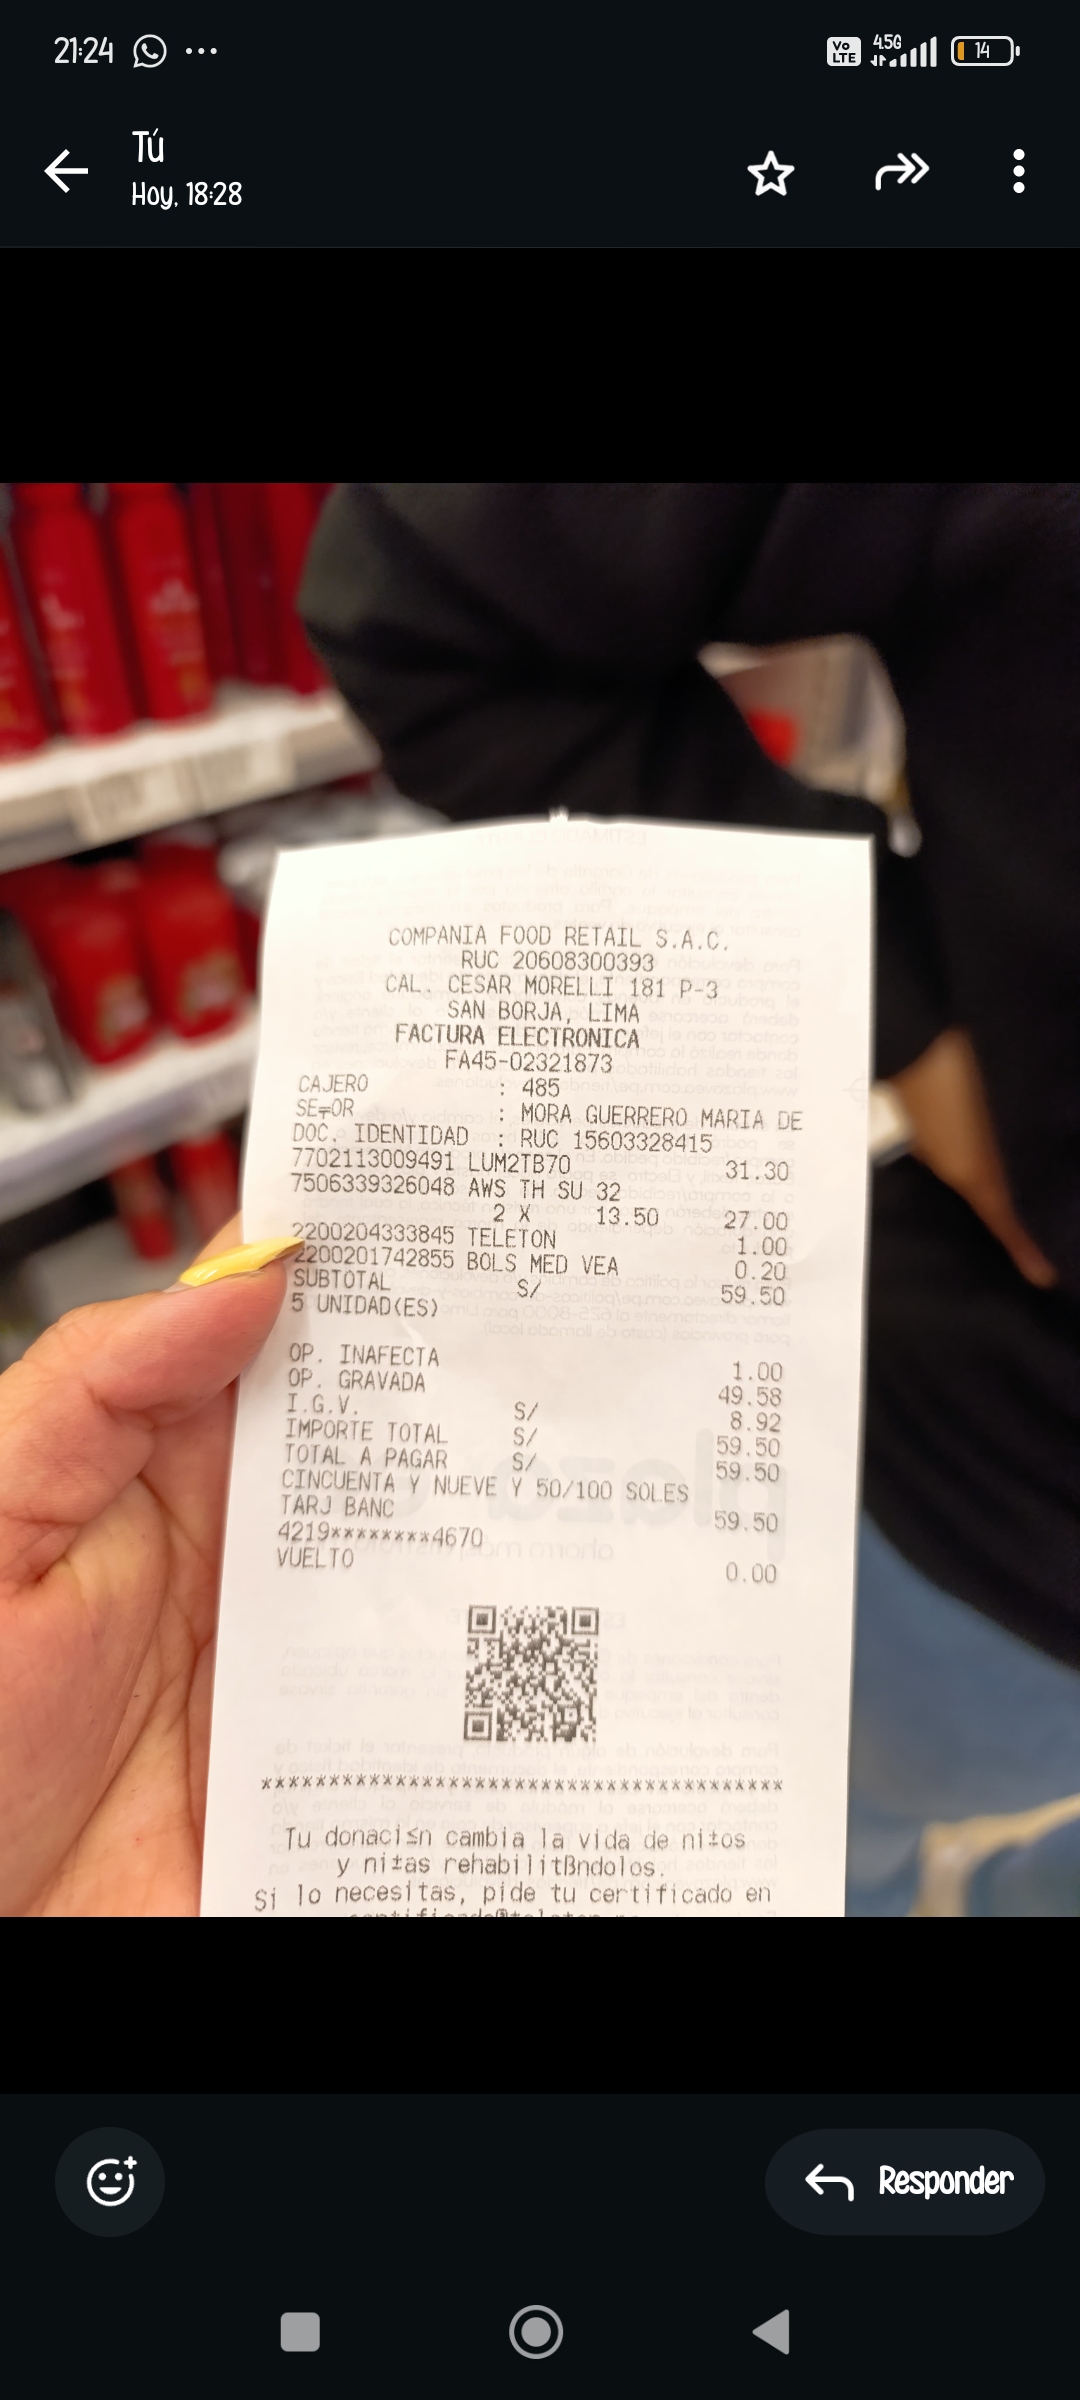 21:24
Vo LTE 4.5G 14
Tú
Hoy, 18:28
COMPANIA FOOD RETAIL S.A.C.
RUC 20608300393
CAL. CESAR MORELLI 181 P-3
SAN BORJA, LIMA
FACTURA ELECTRONICA
FA45-02321873
CAJERO : 485
SE╤OR : MORA GUERRERO MARIA DE
DOC. IDENTIDAD : RUC 15603328415
7702113009491 LUM2TB70 31.30
7506339326048 AWS TH SU 32
2 X 13.50 27.00
2200204333845 TELETON 1.00
2200201742855 BOLS MED VEA 0.20
SUBTOTAL S/ 59.50
5 UNIDAD(ES)
OP. INAFECTA 1.00
OP. GRAVADA 49.58
I.G.V. S/ 8.92
IMPORTE TOTAL S/ 59.50
TOTAL A PAGAR S/ 59.50
CINCUENTA Y NUEVE Y 50/100 SOLES
TARJ BANC 59.50
4219********4670
VUELTO 0.00
****************************************
Tu donaci≤n cambia la vida de ni±os
y ni±as rehabilitßndolos.
Si lo necesitas, pide tu certificado en
Responder